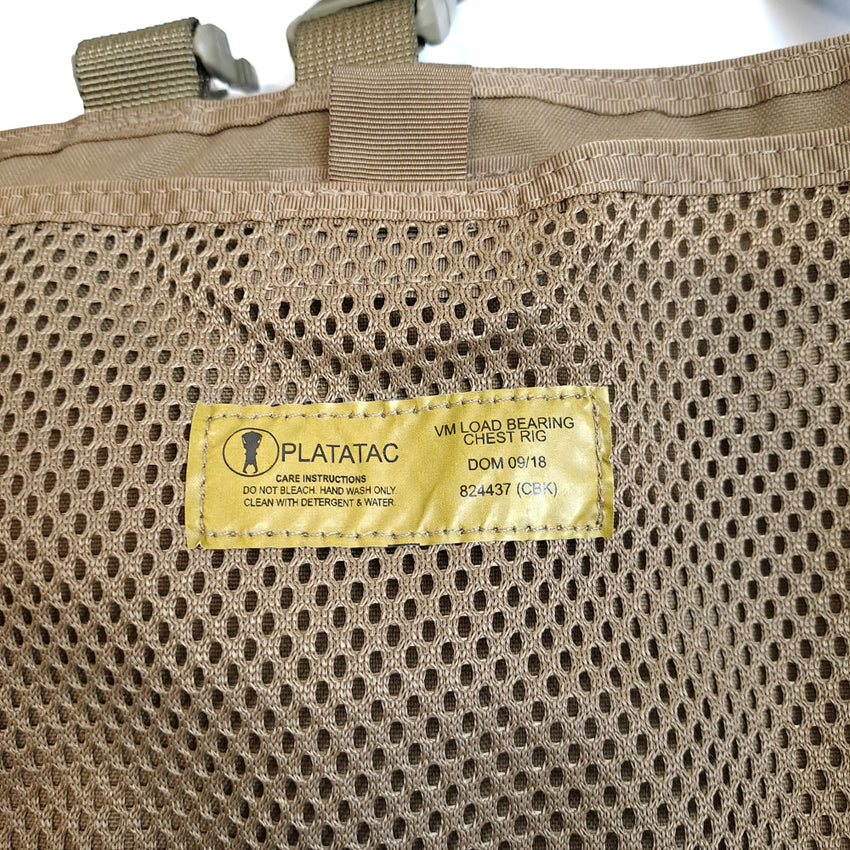 PLATATAC
CARE INSTRUCTIONS
DO NOT BLEACH. HAND WASH ONLY.
CLEAN WITH DETERGENT & WATER.
VM LOAD BEARING
CHEST RIG
DOM 09/18
824437 (CBK)